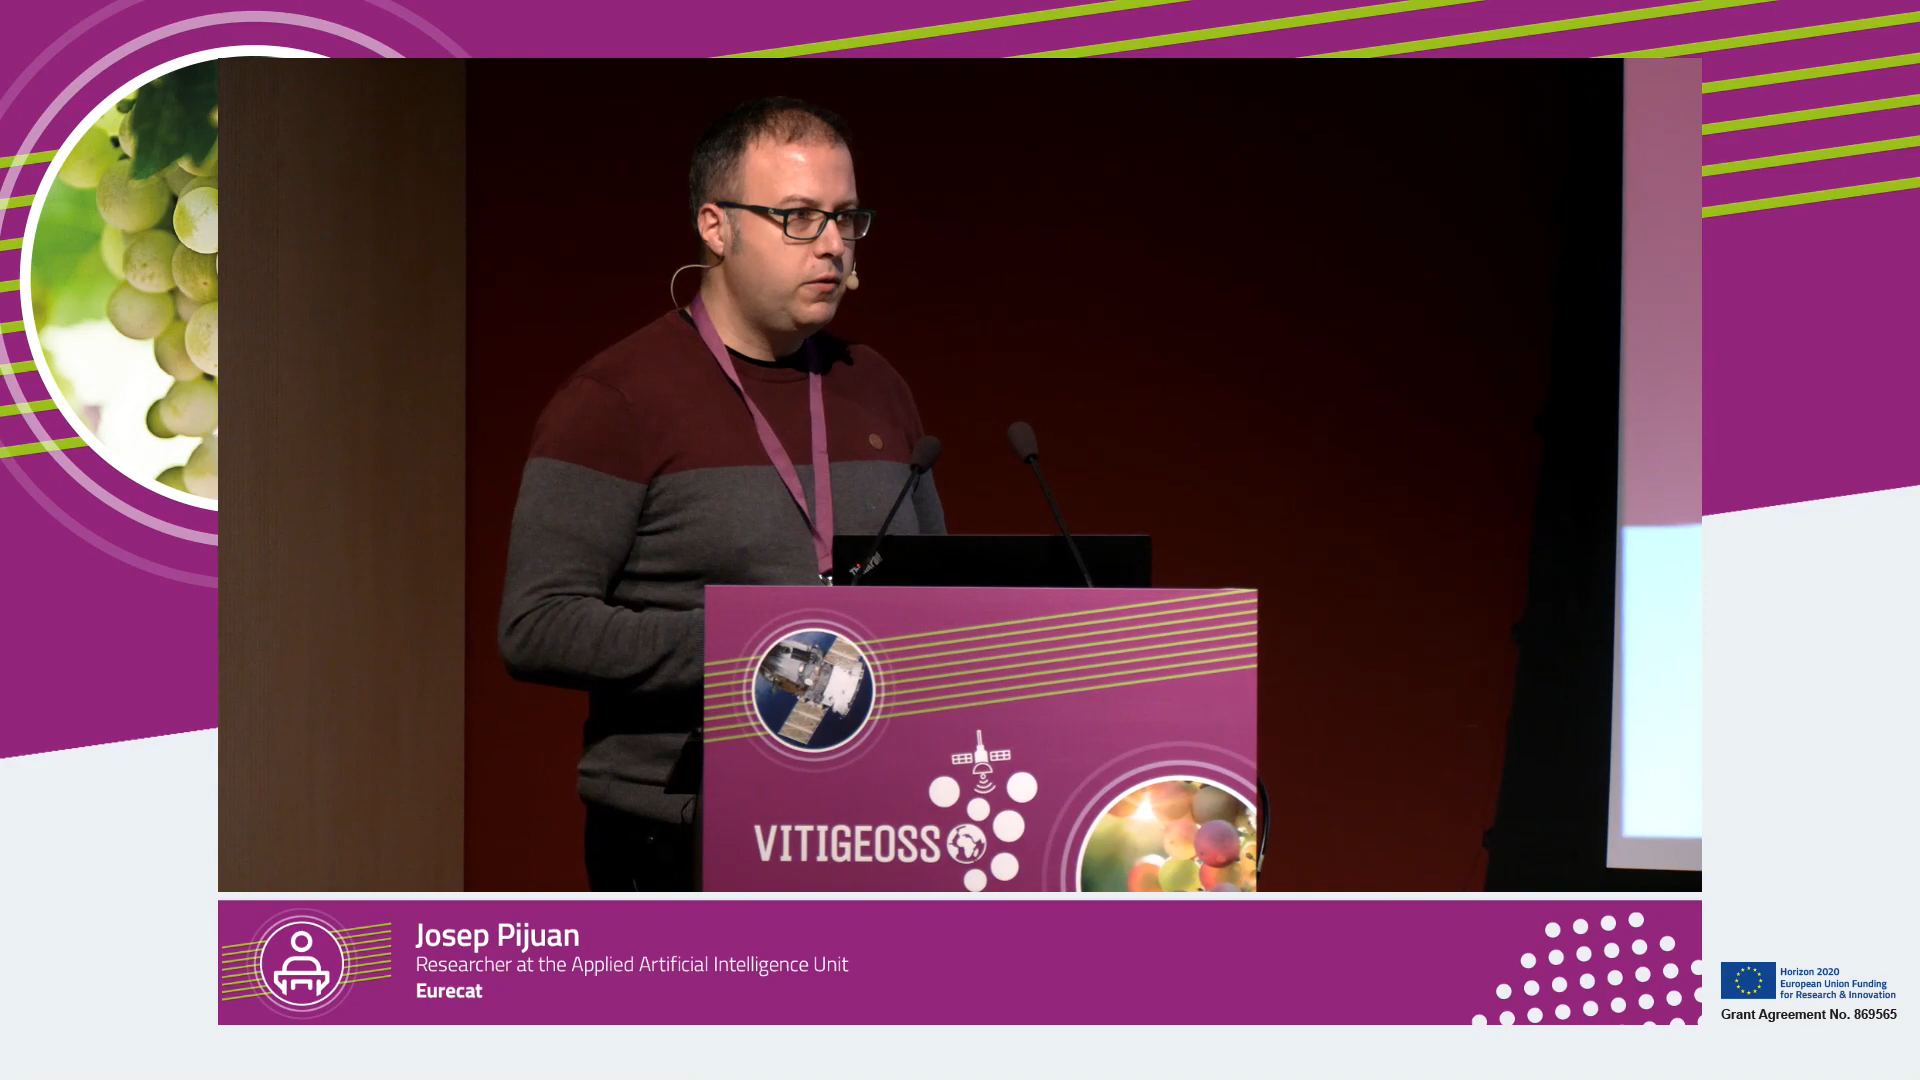 VITIGEOSS
Josep Pijuan
Researcher at the Applied Artificial Intelligence Unit
Eurecat
Horizon 2020
European Union Funding
for Research & Innovation
Grant Agreement No. 869565